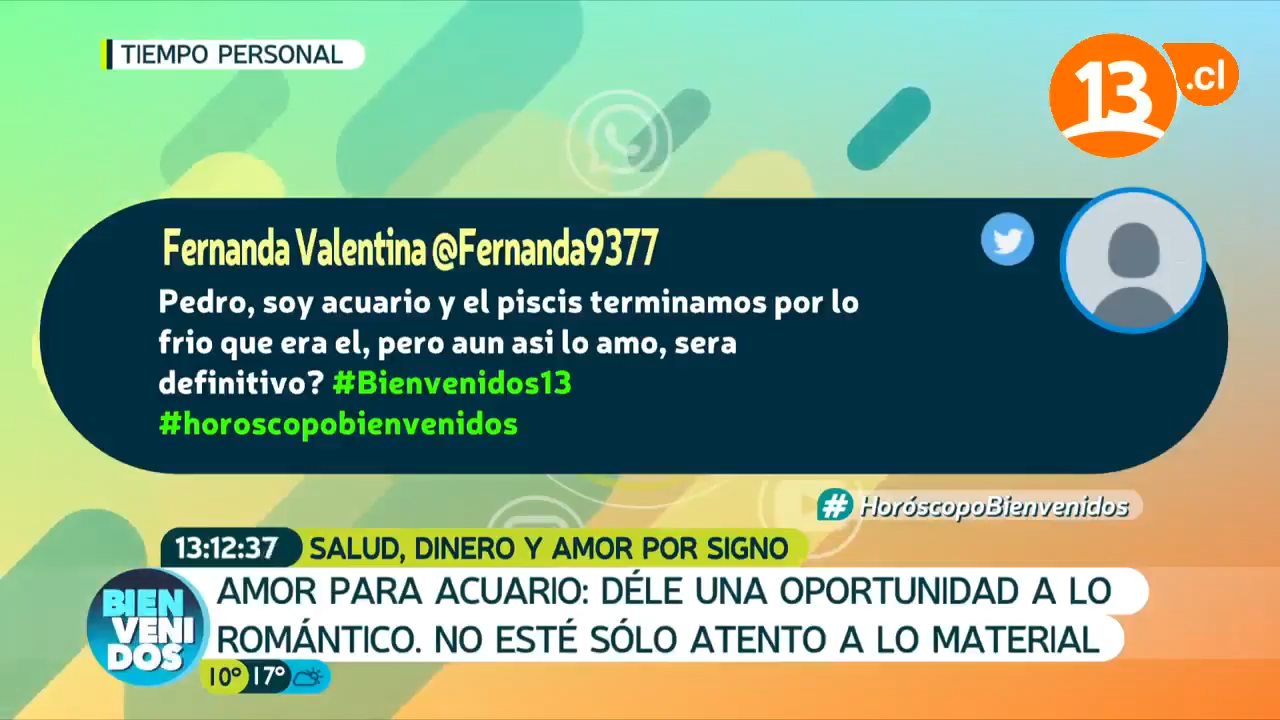 TIEMPO PERSONAL
13.cl
Fernanda Valentina @Fernanda9377
Pedro, soy acuario y el piscis terminamos por lo
frio que era el, pero aun asi lo amo, sera
definitivo? #Bienvenidos13
#horoscopobienvenidos
# HoróscopoBienvenidos
13:12:37 SALUD, DINERO Y AMOR POR SIGNO
AMOR PARA ACUARIO: DÉLE UNA OPORTUNIDAD A LO
ROMÁNTICO. NO ESTÉ SÓLO ATENTO A LO MATERIAL
BIEN
VENI
DOS
10° 17°